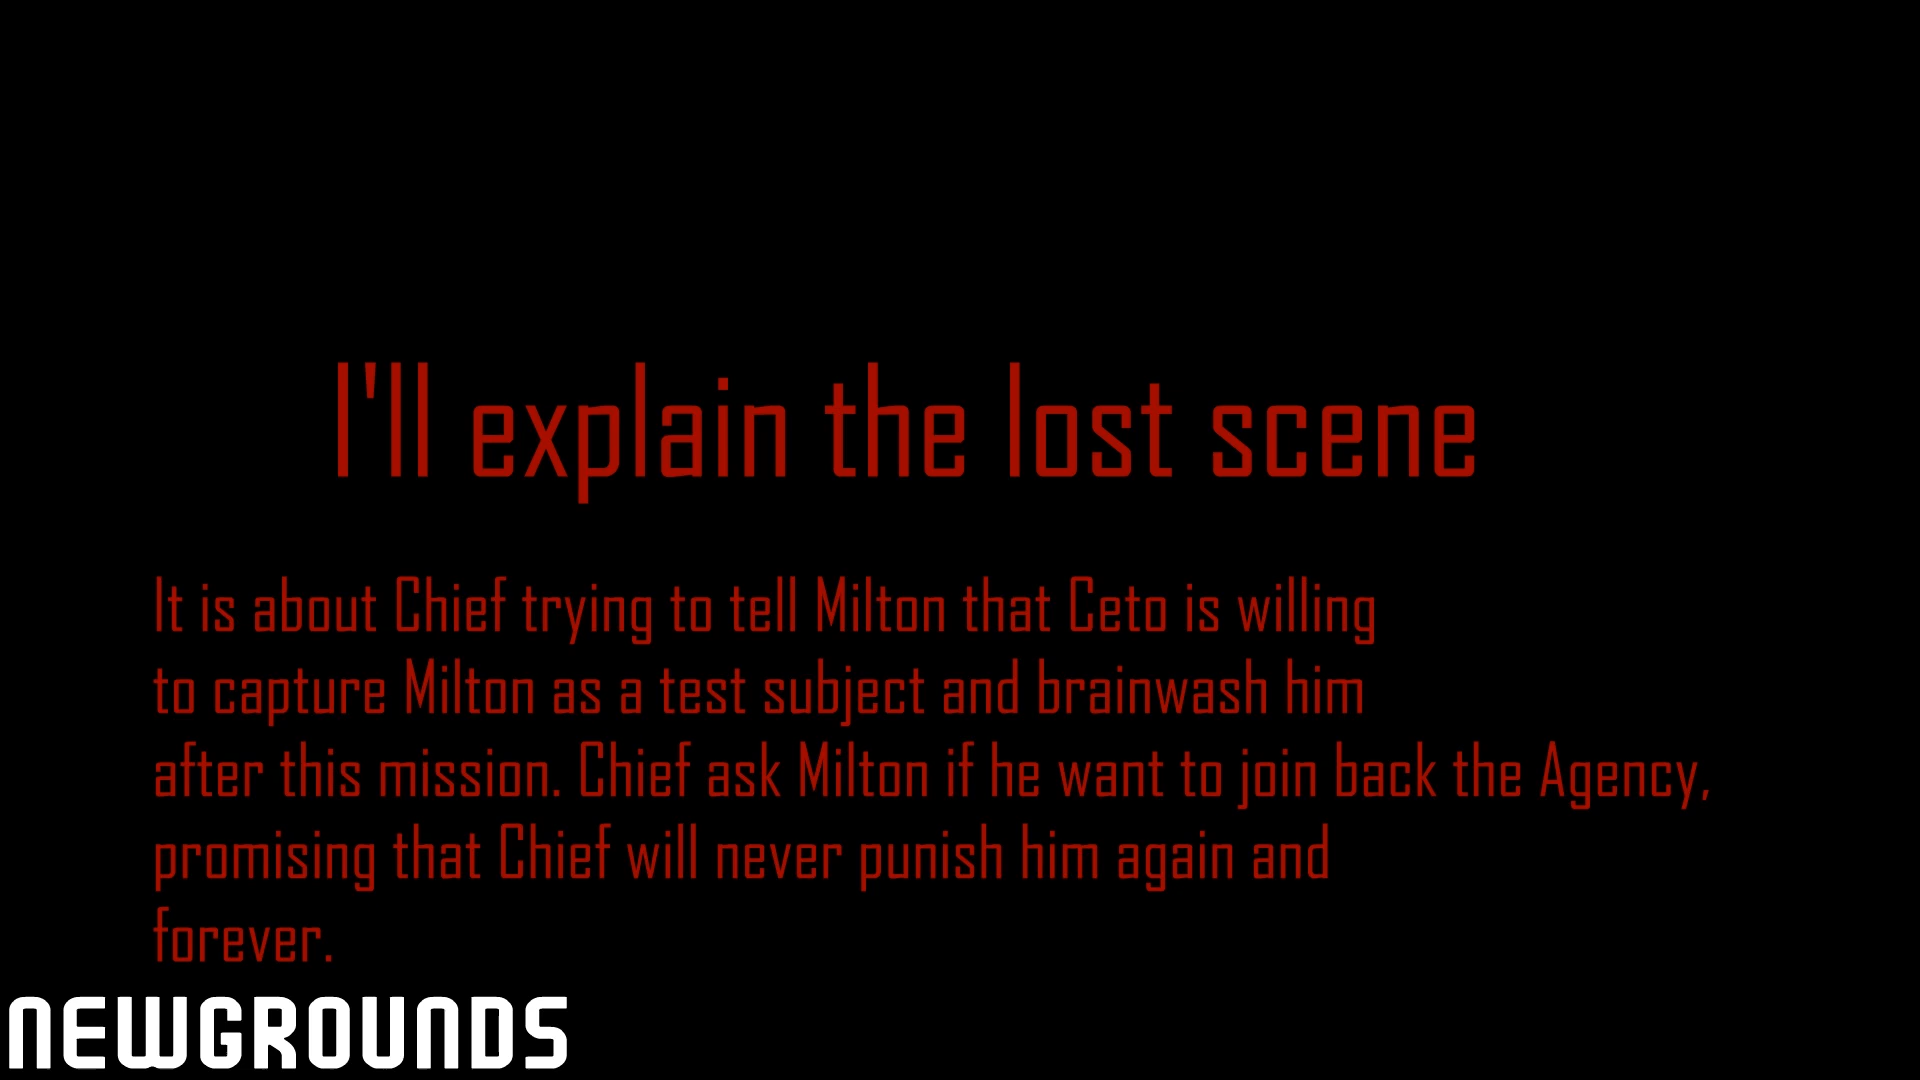 I'll explain the lost scene
It is about Chief trying to tell Milton that Ceto is willing
to capture Milton as a test subject and brainwash him
after this mission. Chief ask Milton if he want to join back the Agency,
promising that Chief will never punish him again and
forever.
NEWGROUNDS